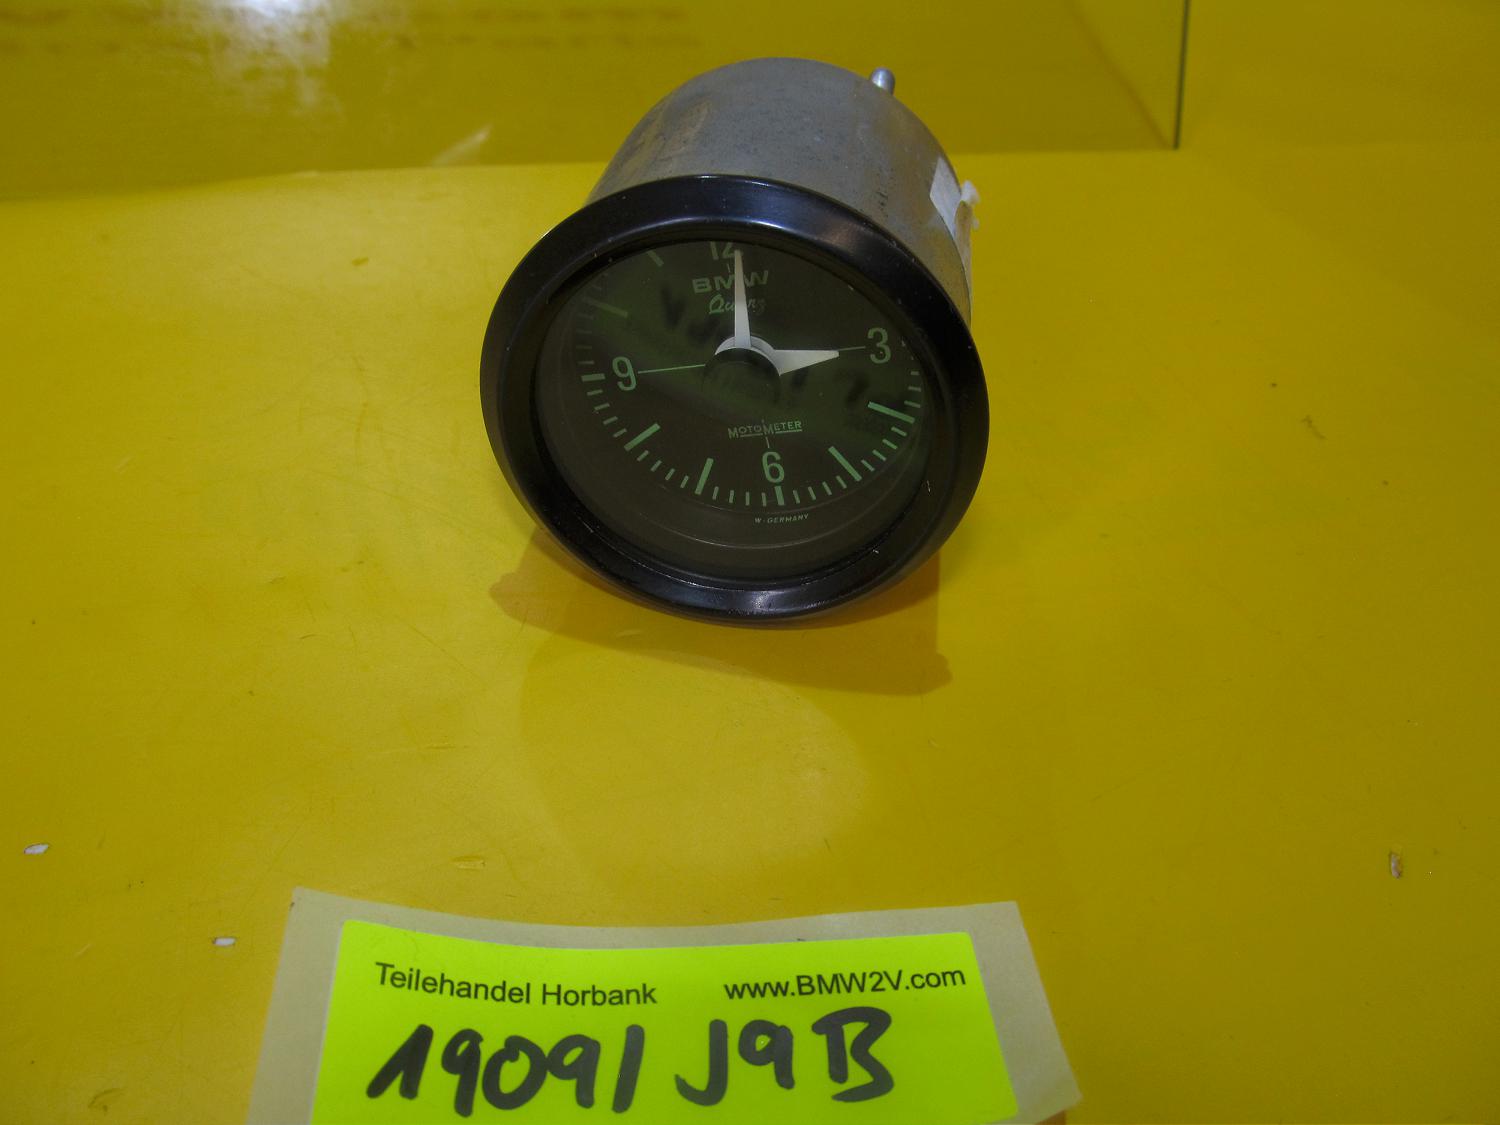 12
BMW
Quarz
3
9
MOTOMETER
6
W-GERMANY
Teilehandel Horbank www.BMW2V.com
19091 J9B